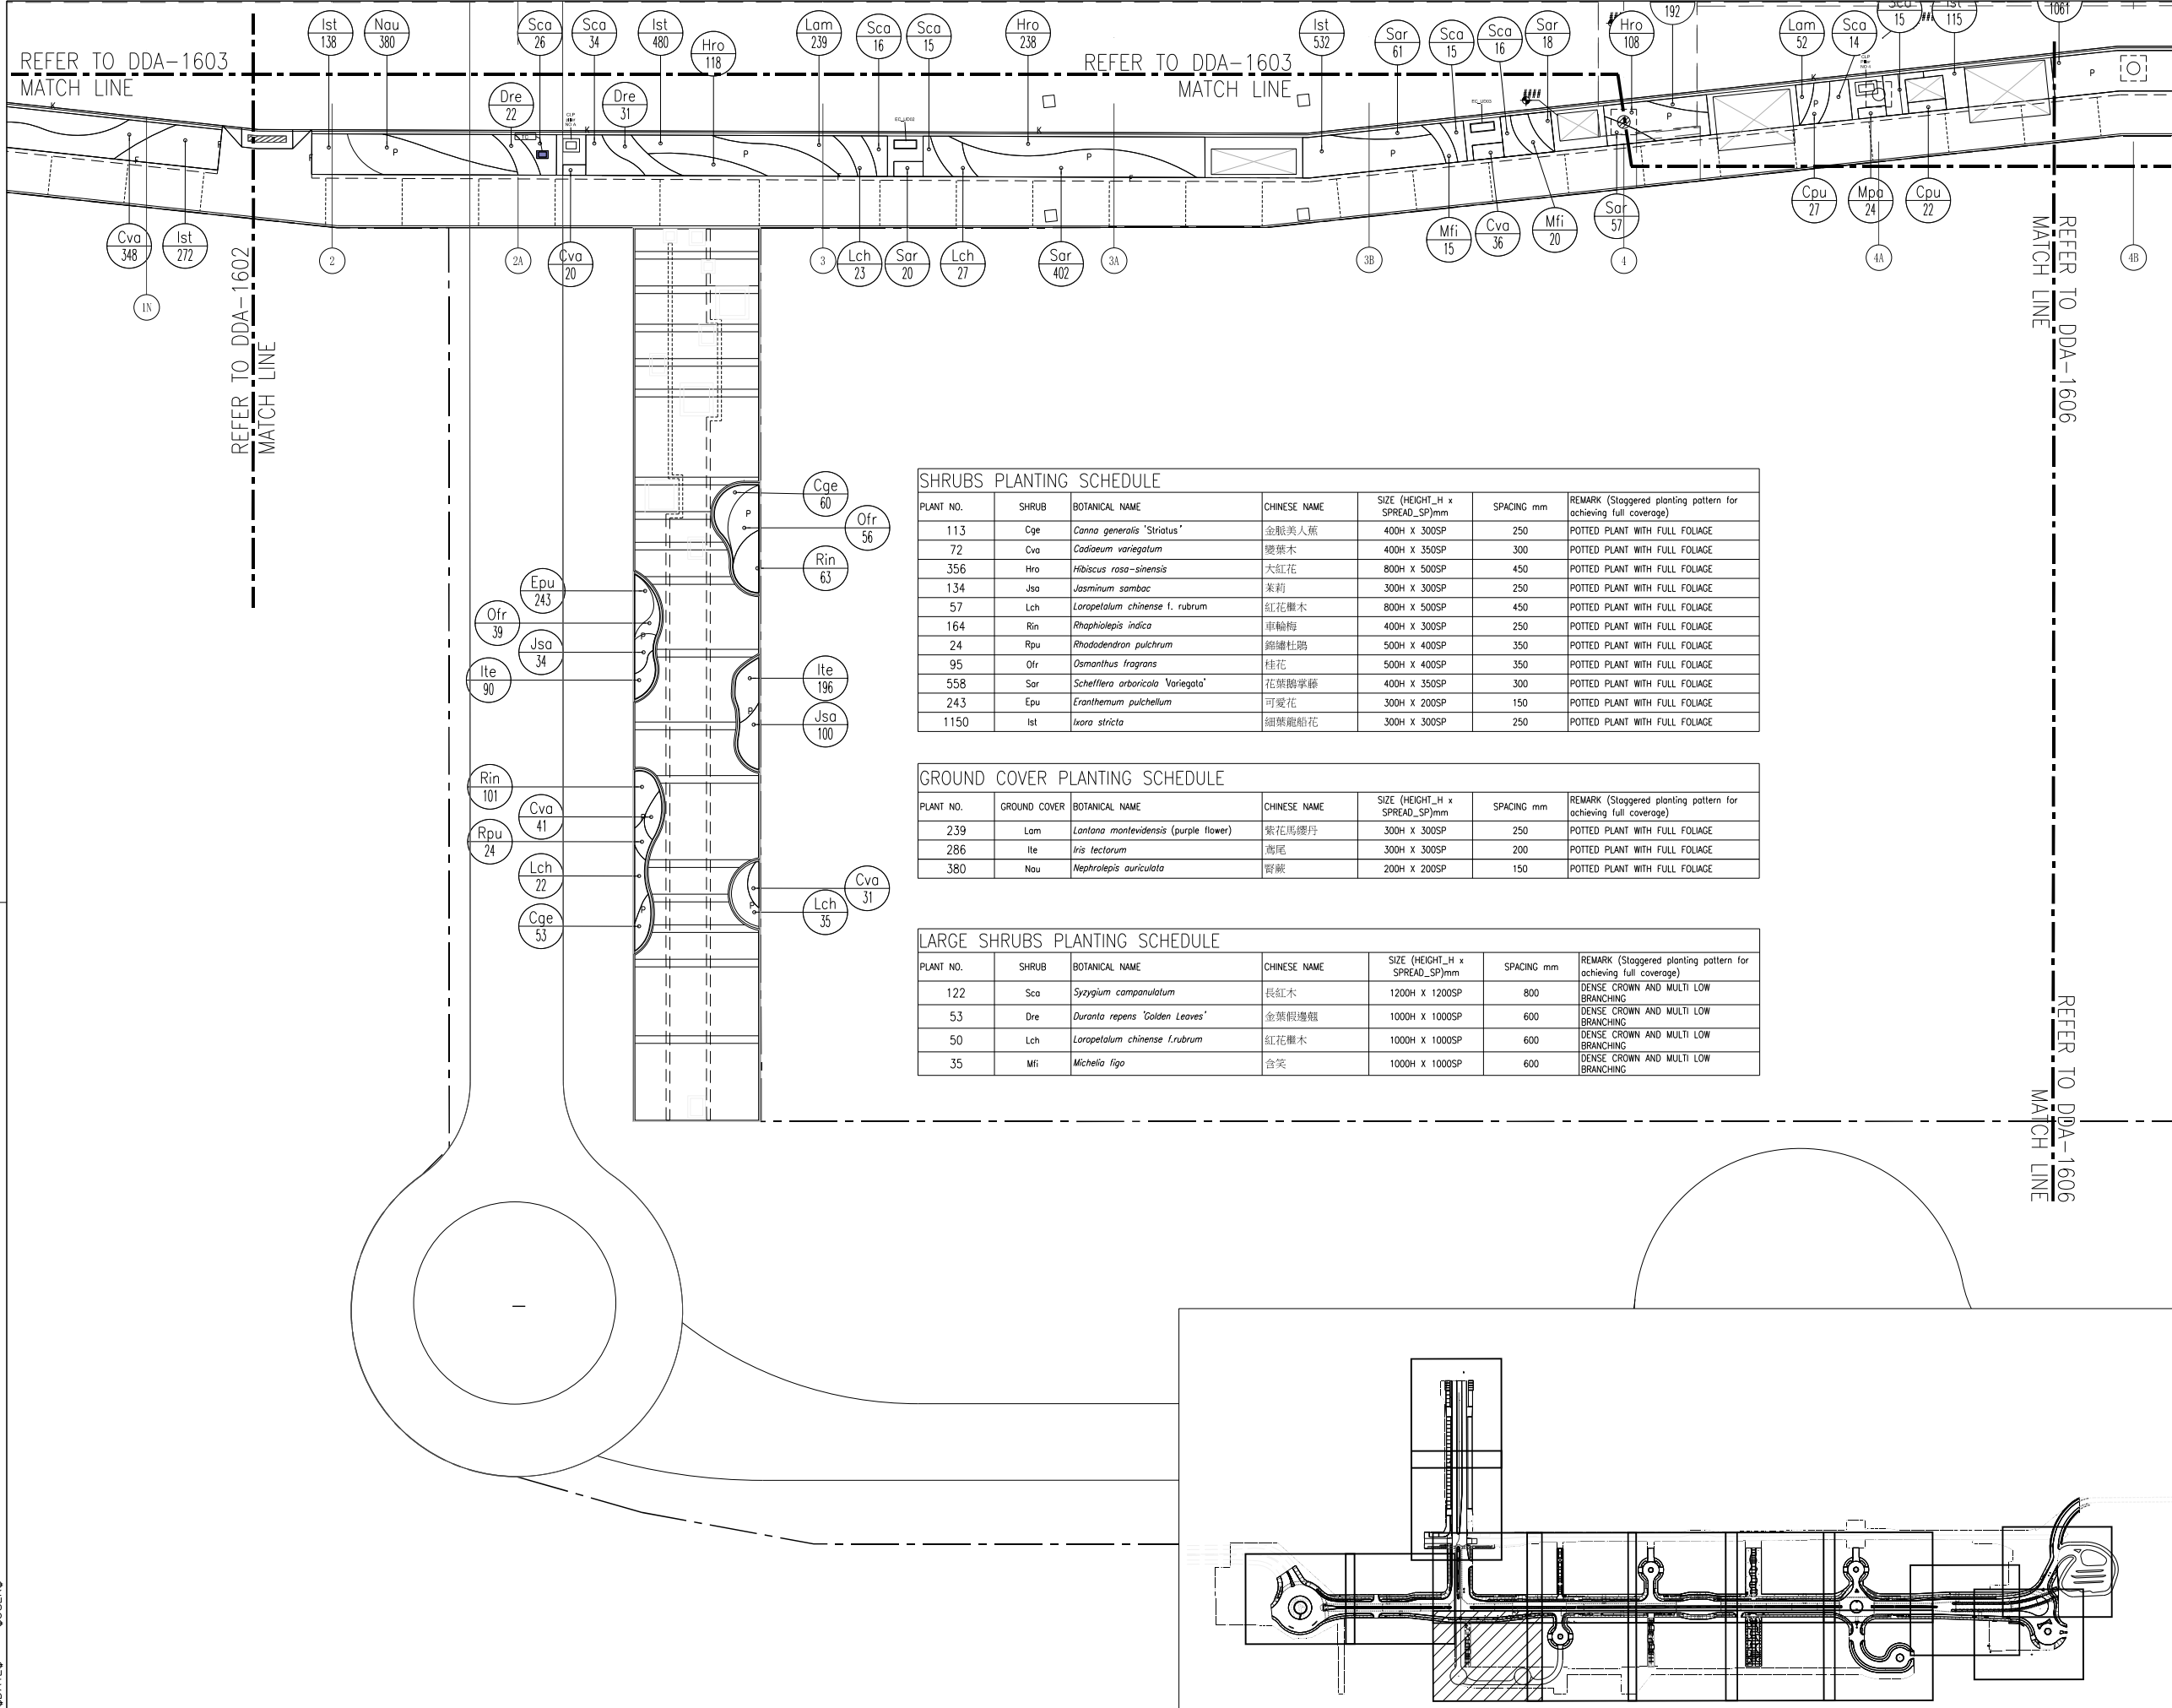 Ist
138
Nau
380
Sca
26
Sca
34
Ist
480
Hro
118
Lam
239
Sca
16
Sca
15
Hro
238
Ist
532
Sar
61
Sca
15
Sca
16
Sar
18
Hro
108
192
Lam
52
Sca
14
Sca
15
Ist
115
1061
REFER TO DDA-1603
MATCH LINE
REFER TO DDA-1603
MATCH LINE
Dre
22
Dre
31
####
Cva
348
Ist
272
1N
2
2A
Cva
20
3
Lch
23
Sar
20
Lch
27
Sar
402
3A
3B
Mfi
15
Cva
36
Mfi
20
Sar
57
4
Cpu
27
Mpa
24
4A
Cpu
22
4B
REFER TO DDA-1602
MATCH LINE
REFER TO DDA-1606
MATCH LINE
Cge
60
Ofr
56
Rin
63
Epu
243
Ofr
39
Jsa
34
Ite
90
Ite
196
Jsa
100
Rin
101
Cva
41
Rpu
24
Lch
22
Cge
53
Cva
31
Lch
35
SHRUBS PLANTING SCHEDULE
PLANT NO. SHRUB BOTANICAL NAME CHINESE NAME SIZE (HEIGHT_H x SPREAD_SP)mm SPACING mm REMARK (Staggered planting pattern for achieving full coverage)
113 Cge Canna generalis 'Striatus' 金脈美人蕉 400H X 300SP 250 POTTED PLANT WITH FULL FOLIAGE
72 Cva Cadiaeum variegatum 變葉木 400H X 350SP 300 POTTED PLANT WITH FULL FOLIAGE
356 Hro Hibiscus rosa-sinensis 大紅花 800H X 500SP 450 POTTED PLANT WITH FULL FOLIAGE
134 Jsa Jasminum sambac 茉莉 300H X 300SP 250 POTTED PLANT WITH FULL FOLIAGE
57 Lch Loropetalum chinense f. rubrum 紅花檵木 800H X 500SP 450 POTTED PLANT WITH FULL FOLIAGE
164 Rin Rhaphiolepis indica 車輪梅 400H X 300SP 250 POTTED PLANT WITH FULL FOLIAGE
24 Rpu Rhododendron pulchrum 錦繡杜鵑 500H X 400SP 350 POTTED PLANT WITH FULL FOLIAGE
95 Ofr Osmanthus fragrans 桂花 500H X 400SP 350 POTTED PLANT WITH FULL FOLIAGE
558 Sar Schefflera arboricola 'Variegata' 花葉鵝掌藤 400H X 350SP 300 POTTED PLANT WITH FULL FOLIAGE
243 Epu Eranthemum pulchellum 可愛花 300H X 200SP 150 POTTED PLANT WITH FULL FOLIAGE
1150 Ist Ixora stricta 細葉龍船花 300H X 300SP 250 POTTED PLANT WITH FULL FOLIAGE
GROUND COVER PLANTING SCHEDULE
PLANT NO. GROUND COVER BOTANICAL NAME CHINESE NAME SIZE (HEIGHT_H x SPREAD_SP)mm SPACING mm REMARK (Staggered planting pattern for achieving full coverage)
239 Lam Lantana montevidensis (purple flower) 紫花馬纓丹 300H X 300SP 250 POTTED PLANT WITH FULL FOLIAGE
286 Ite Iris tectorum 鳶尾 300H X 300SP 200 POTTED PLANT WITH FULL FOLIAGE
380 Nau Nephrolepis auriculata 腎蕨 200H X 200SP 150 POTTED PLANT WITH FULL FOLIAGE
LARGE SHRUBS PLANTING SCHEDULE
PLANT NO. SHRUB BOTANICAL NAME CHINESE NAME SIZE (HEIGHT_H x SPREAD_SP)mm SPACING mm REMARK (Staggered planting pattern for achieving full coverage)
122 Sca Syzygium campanulatum 長紅木 1200H X 1200SP 800 DENSE CROWN AND MULTI LOW BRANCHING
53 Dre Duranta repens 'Golden Leaves' 金葉假連翹 1000H X 1000SP 600 DENSE CROWN AND MULTI LOW BRANCHING
50 Lch Loropetalum chinense f.rubrum 紅花檵木 1000H X 1000SP 600 DENSE CROWN AND MULTI LOW BRANCHING
35 Mfi Michelia figo 含笑 1000H X 1000SP 600 DENSE CROWN AND MULTI LOW BRANCHING
REFER TO DDA-1606
MATCH LINE